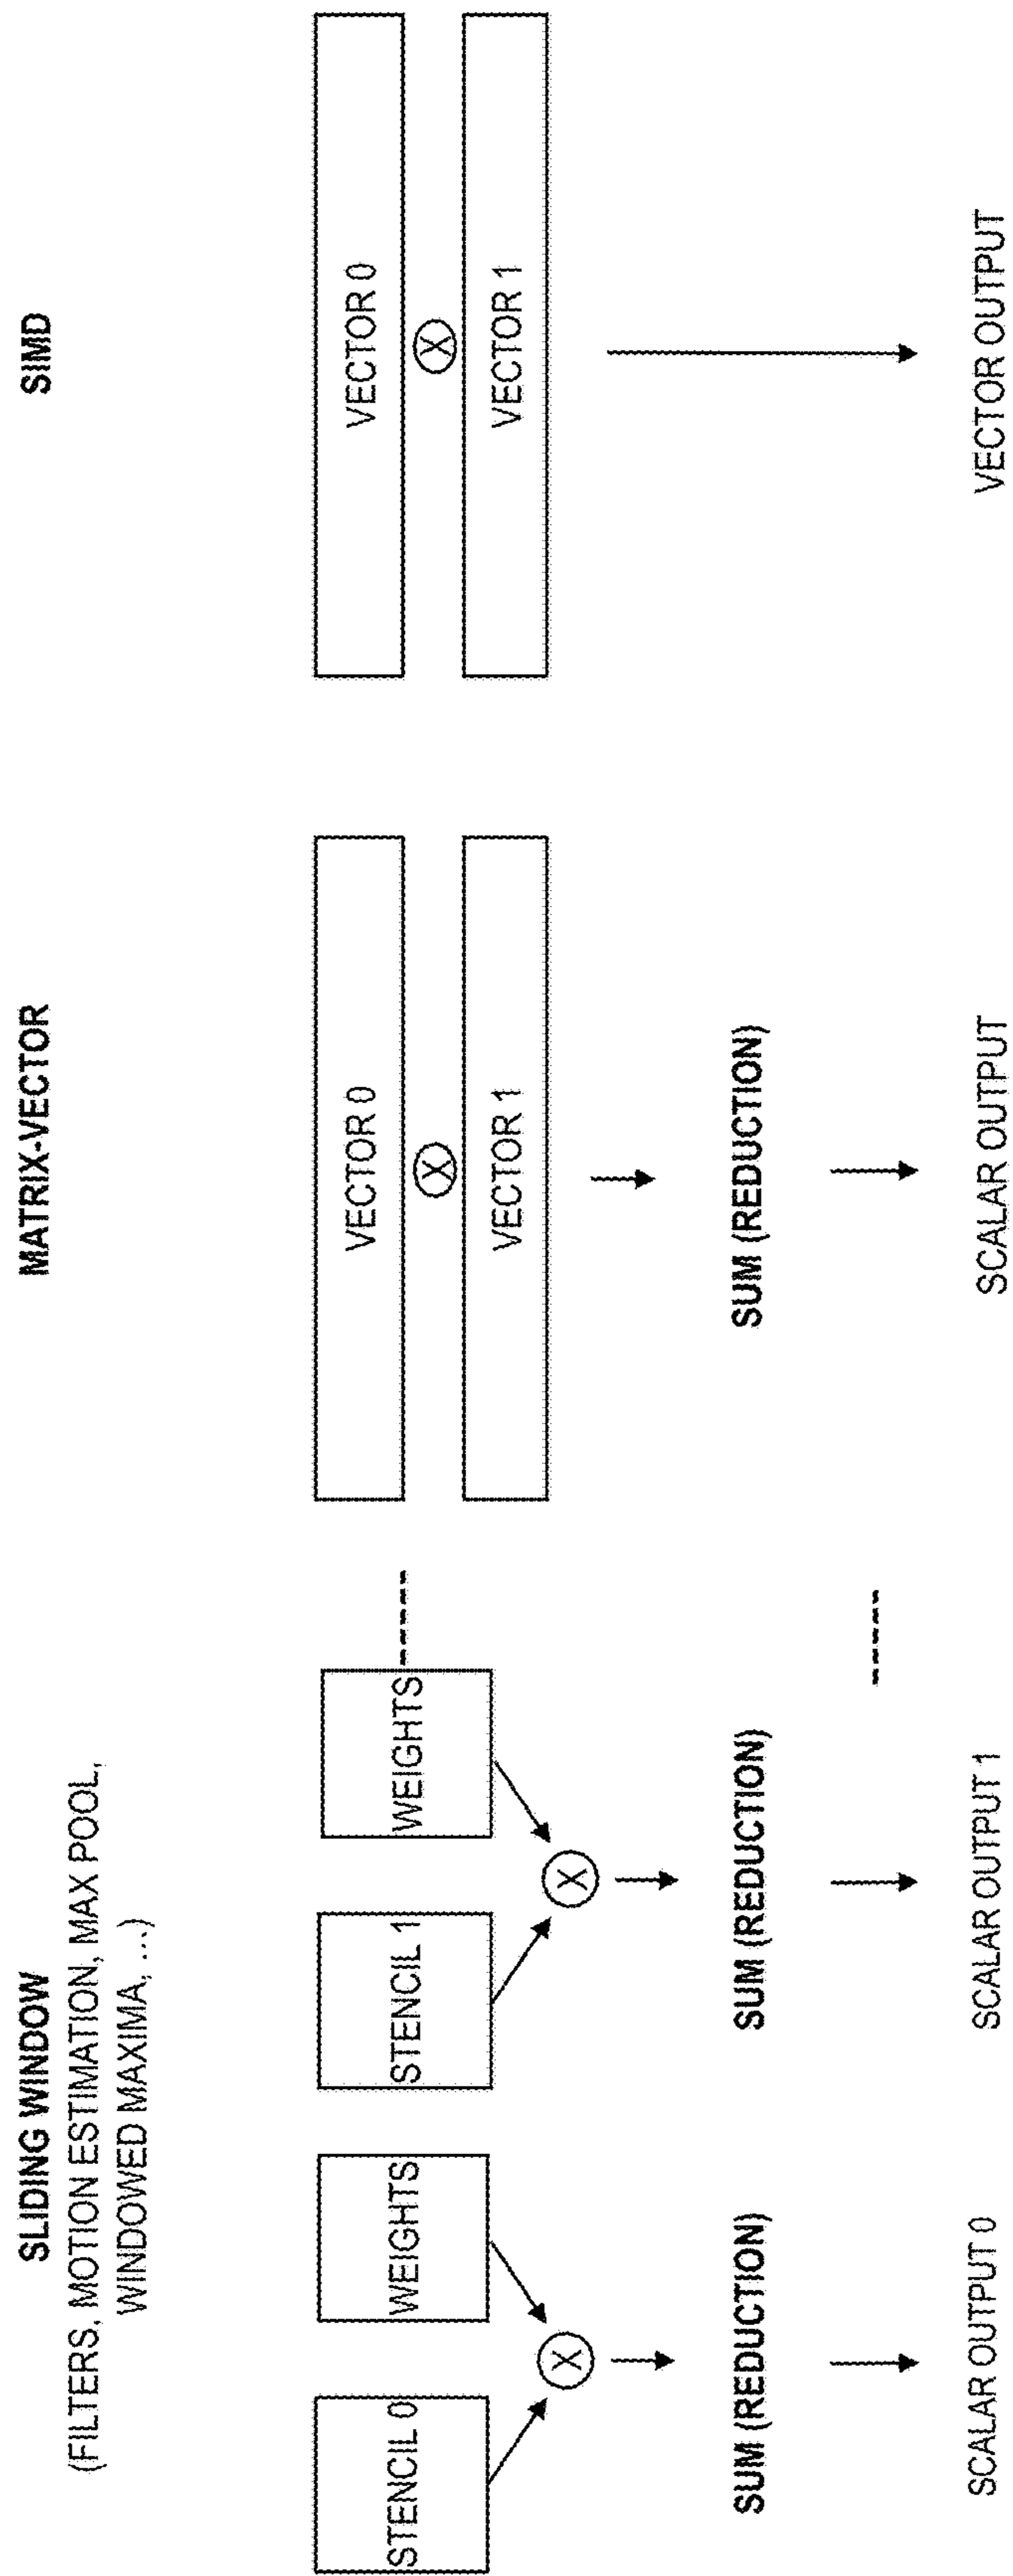 SLIDING WINDOW
(FILTERS, MOTION ESTIMATION, MAX POOL,
WINDOWED MAXIMA, ...)
STENCIL 0
WEIGHTS
X
SUM (REDUCTION)
SCALAR OUTPUT 0
STENCIL 1
WEIGHTS
X
SUM (REDUCTION)
SCALAR OUTPUT 1
MATRIX-VECTOR
VECTOR 0
X
VECTOR 1
SUM (REDUCTION)
SCALAR OUTPUT
SIMD
VECTOR 0
X
VECTOR 1
VECTOR OUTPUT